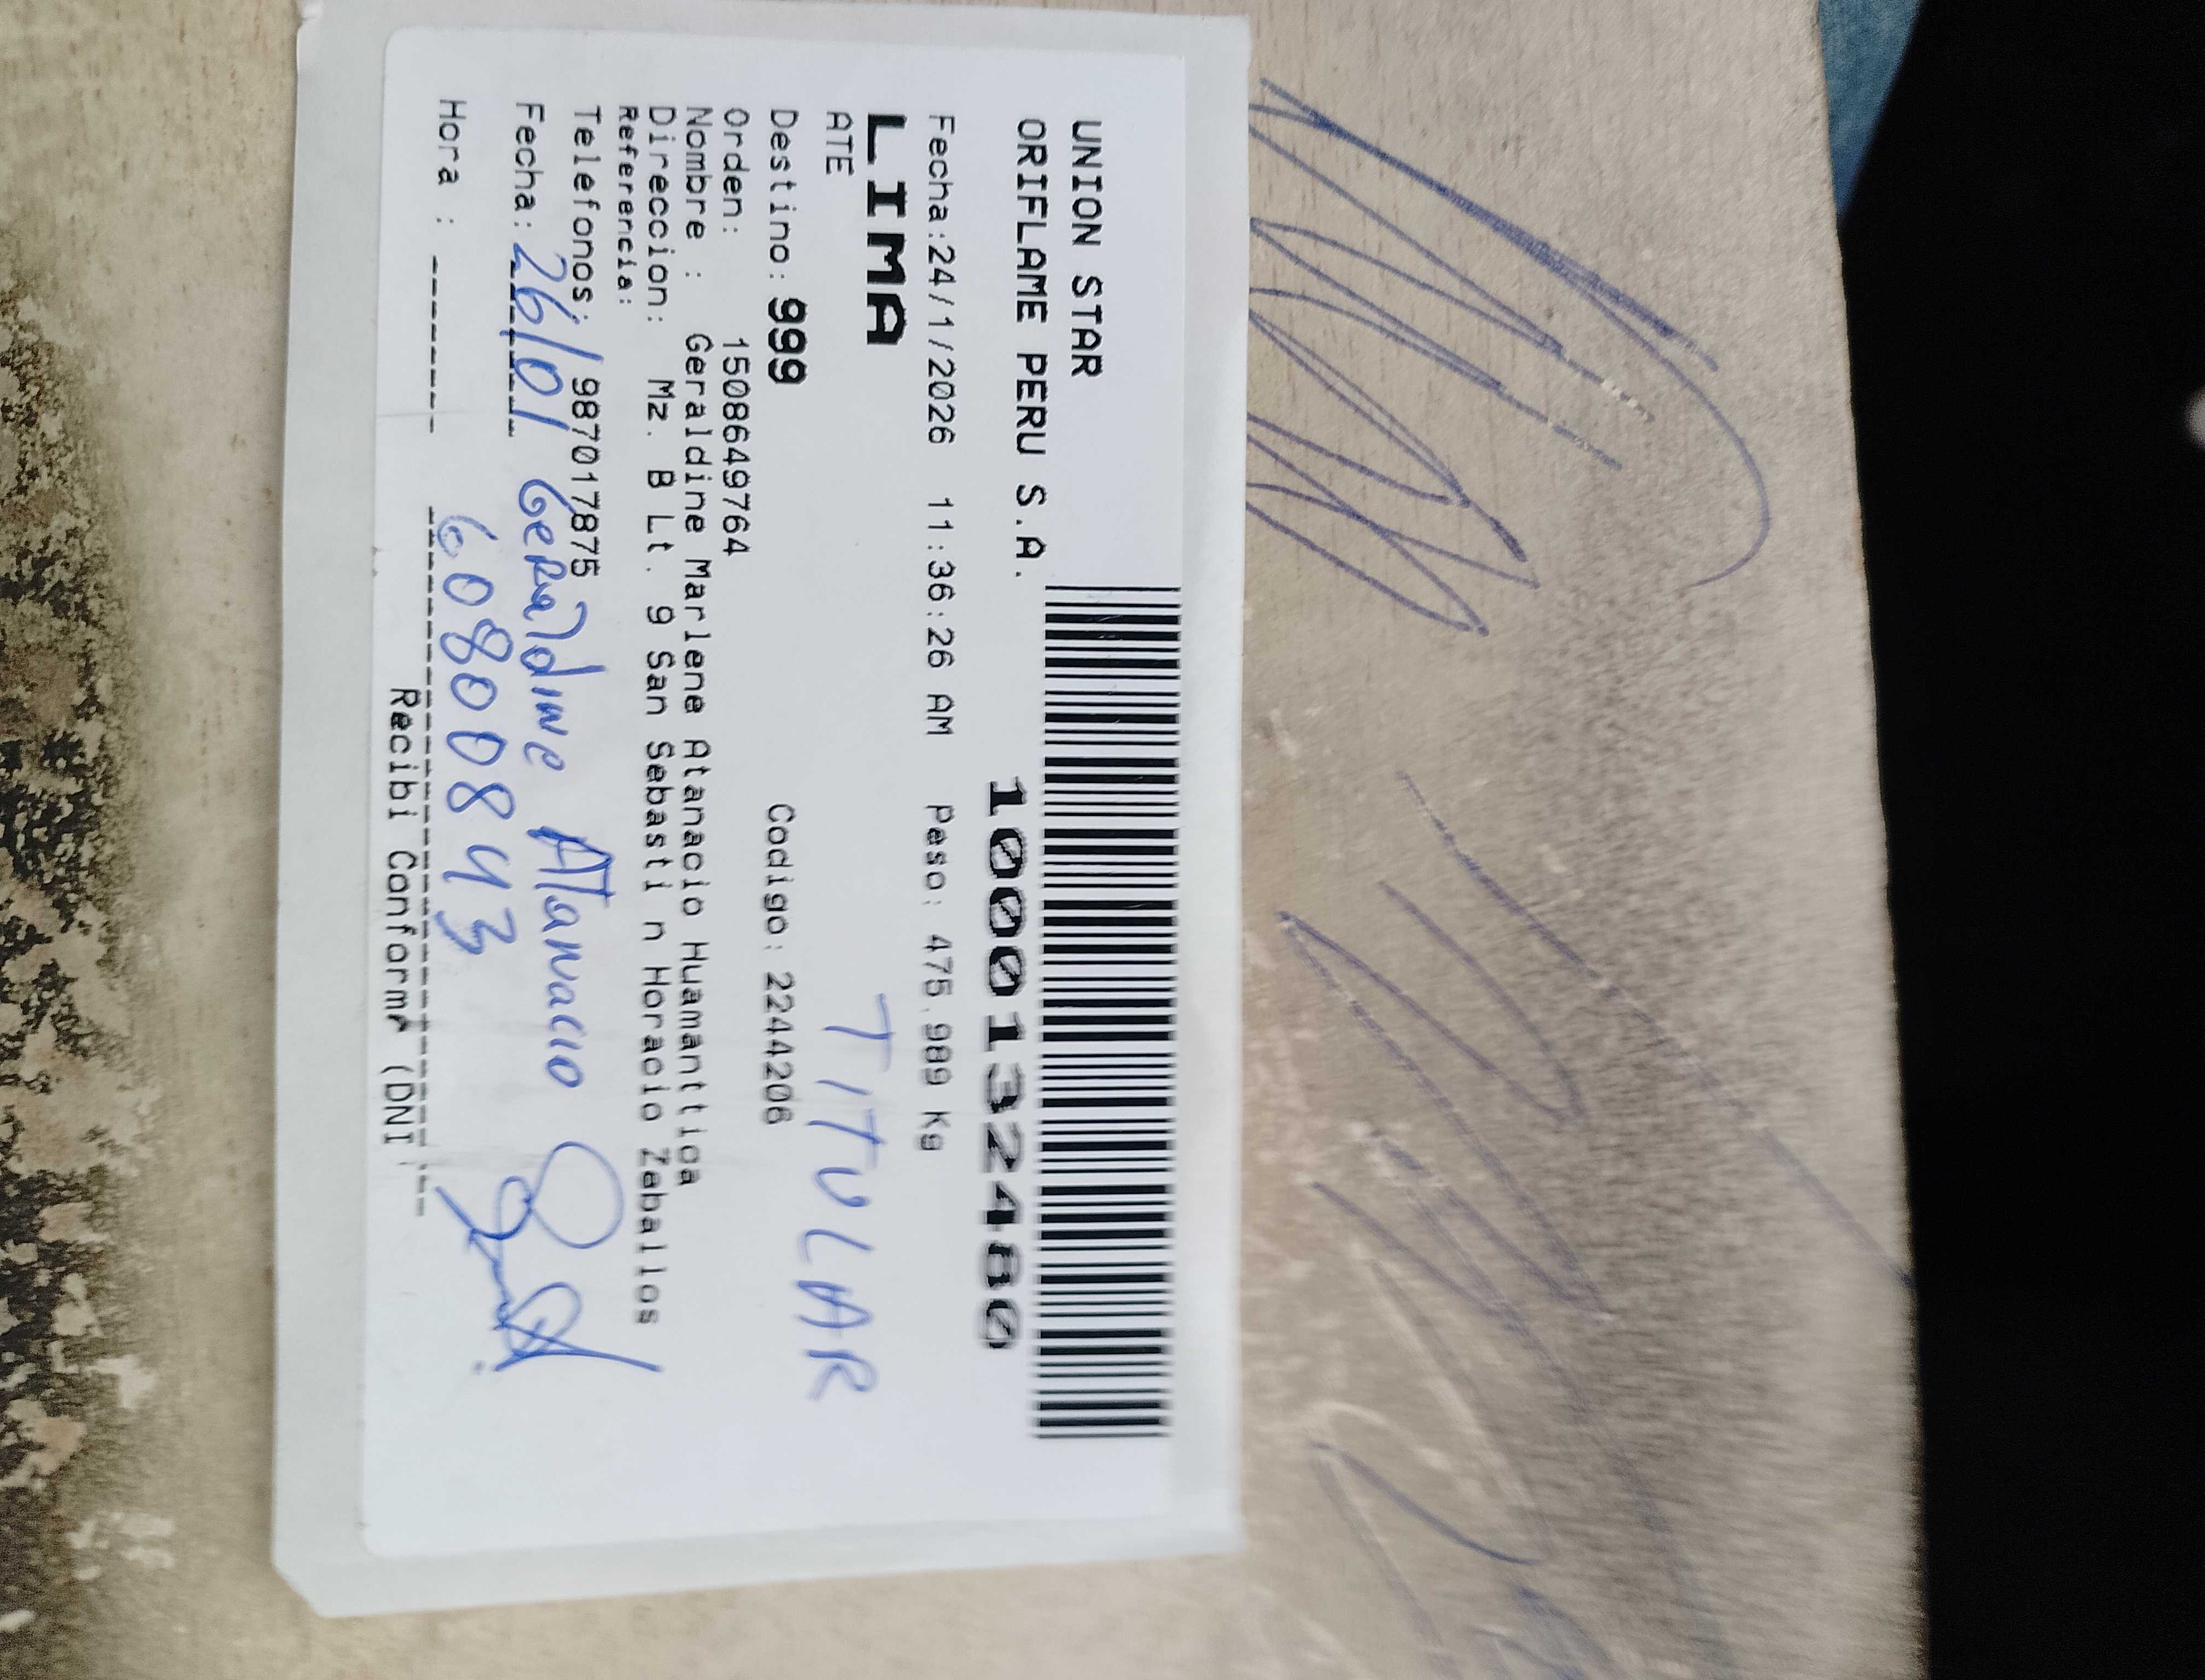 UNION STAR
ORIFLAME PERU S.A.
10001324480
Fecha:24/1/2026 11:36:26 AM Peso: 475.989 Kg
LIMA
ATE
TITULAR
Destino: 999 Codigo: 2244206
Orden: 1508649764
Nombre : Geraldine Marlene Atanacio Huamanttica
Direccion: Mz. B Lt. 9 San Sebasti n Horacio Zeballos
Referencia:
Telefonos: / 987017875
Fecha: 26/01 Geraldine Atanacio
Hora : 60800843
Recibi Conforme (DNI